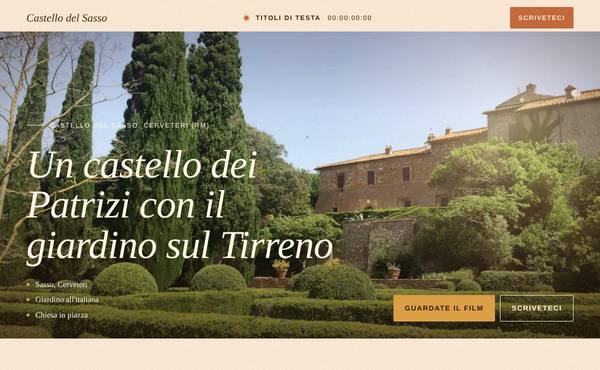 Castello del Sasso
TITOLI DI TESTA 00:00:00:00
SCRIVETECI
CASTELLO DEL SASSO, CERVETERI (RM)
Un castello dei
Patrizi con il
giardino sul Tirreno
Sasso, Cerveteri
Giardino all'italiana
Chiesa in piazza
GUARDATE IL FILM
SCRIVETECI